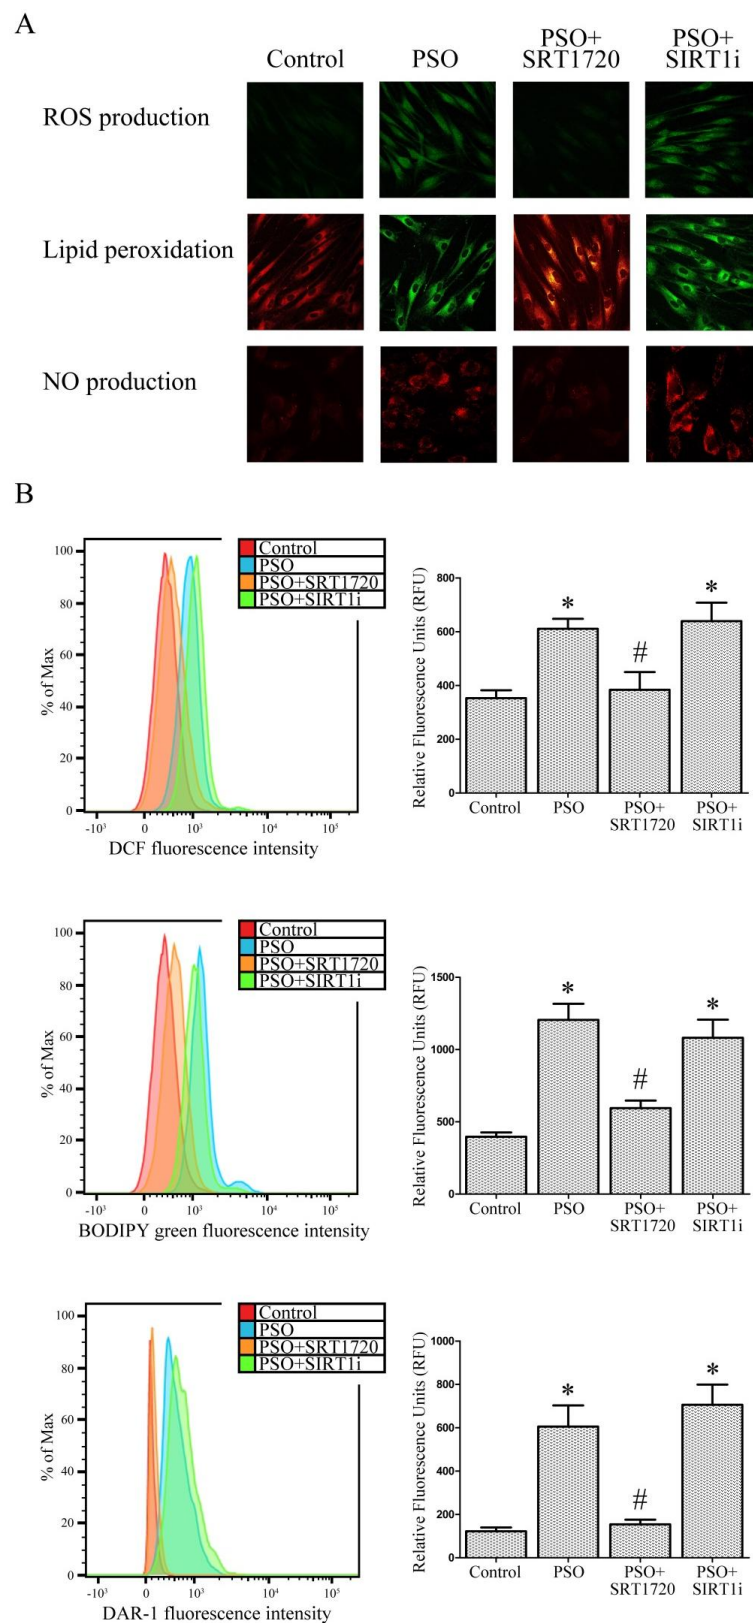 A
Control
PSO
PSO+
SRT1720
PSO+
SIRT1i
ROS production
Lipid peroxidation
NO production
B
Control
PSO
PSO+SRT1720
PSO+SIRT1i
% of Max
100
80
60
40
20
0
-10³ 0 10³ 10⁴ 10⁵
DCF fluorescence intensity
Relative Fluorescence Units (RFU)
800
600
400
200
0
* # *
Control PSO PSO+ PSO+
SRT1720 SIRT1i
Control
PSO
PSO+SRT1720
PSO+SIRT1i
% of Max
100
80
60
40
20
0
-10³ 0 10³ 10⁴ 10⁵
BODIPY green fluorescence intensity
Relative Fluorescence Units (RFU)
1500
1000
500
0
* # *
Control PSO PSO+ PSO+
SRT1720 SIRT1i
Control
PSO
PSO+SRT1720
PSO+SIRT1i
% of Max
100
80
60
40
20
0
-10³ 0 10³ 10⁴ 10⁵
DAR-1 fluorescence intensity
Relative Fluorescence Units (RFU)
1000
800
600
400
200
0
* # *
Control PSO PSO+ PSO+
SRT1720 SIRT1i